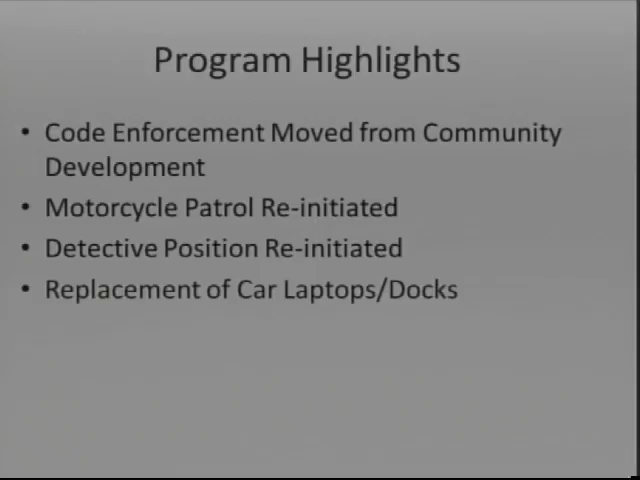 Program Highlights
• Code Enforcement Moved from Community
Development
• Motorcycle Patrol Re-initiated
• Detective Position Re-initiated
• Replacement of Car Laptops/Docks